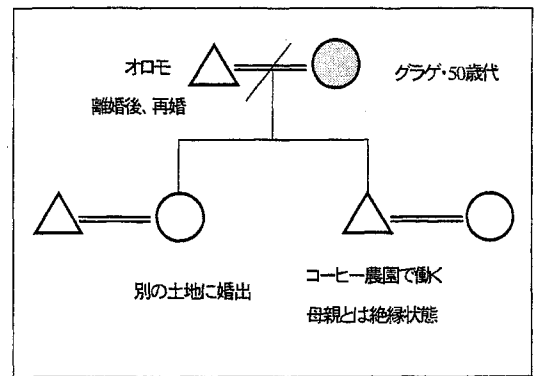 オロモ
離婚後、再婚
グラゲ・50歳代
別の土地に婚出
コーヒー農園で働く
母親とは絶縁状態